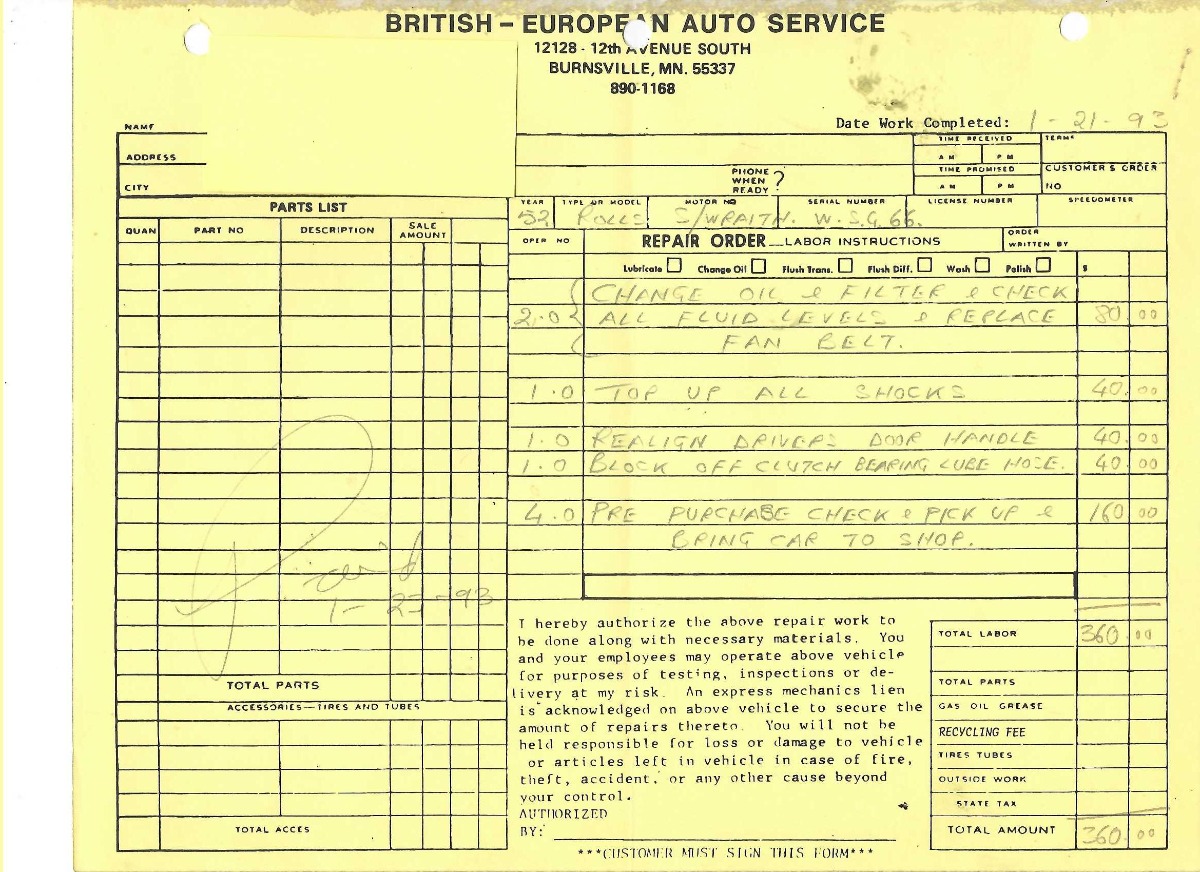 BRITISH - EUROPEAN AUTO SERVICE
12128 - 12th AVENUE SOUTH
BURNSVILLE, MN. 55337
890-1168
Date Work Completed: 1 - 21 - 93
NAME
ADDRESS
CITY
TIME RECEIVED
A M P M
TERMS
PHONE WHEN READY ?
TIME PROMISED
A M P M
CUSTOMER'S ORDER NO
PARTS LIST
YEAR TYPE OR MODEL MOTOR NO SERIAL NUMBER LICENSE NUMBER SPEEDOMETER
52 ROLLS S/WRAITH. W.S.G. 66.
QUAN PART NO DESCRIPTION SALE AMOUNT
OPER NO REPAIR ORDER—LABOR INSTRUCTIONS ORDER WRITTEN BY
Lubricate Change Oil Flush Trans. Flush Diff. Wash Polish $
CHANGE OIL & FILTER & CHECK
2.0 ALL FLUID LEVELS & REPLACE 80.00
FAN BELT.
1.0 TOP UP ALL SHOCKS 40.00
1.0 REALIGN DRIVERS DOOR HANDLE 40.00
1.0 BLOCK OFF CLUTCH BEARING LUBE HOSE. 40.00
4.0 PRE PURCHASE CHECK & PICK UP & 160.00
BRING CAR TO SHOP.
Paid
1-23-93
I hereby authorize the above repair work to
be done along with necessary materials. You
and your employees may operate above vehicle
for purposes of testing, inspections or de-
livery at my risk. An express mechanics lien
is acknowledged on above vehicle to secure the
amount of repairs thereto. You will not be
held responsible for loss or damage to vehicle
or articles left in vehicle in case of fire,
theft, accident, or any other cause beyond
your control.
AUTHORIZED
BY:
***CUSTOMER MUST SIGN THIS FORM***
TOTAL PARTS
ACCESSORIES—TIRES AND TUBES
TOTAL ACCES
TOTAL LABOR 360.00
TOTAL PARTS
GAS OIL GREASE
RECYCLING FEE
TIRES TUBES
OUTSIDE WORK
STATE TAX
TOTAL AMOUNT 360.00